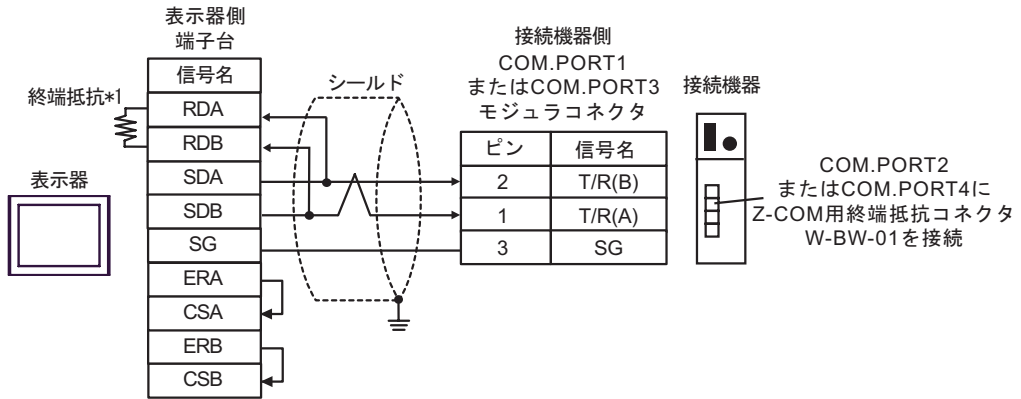 表示器側
端子台
信号名
RDA
RDB
SDA
SDB
SG
ERA
CSA
ERB
CSB
終端抵抗*1
表示器
シールド
接続機器側
COM.PORT1
またはCOM.PORT3
モジュラコネクタ
ピン 信号名
2 T/R(B)
1 T/R(A)
3 SG
接続機器
COM.PORT2
またはCOM.PORT4に
Z-COM用終端抵抗コネクタ
W-BW-01を接続